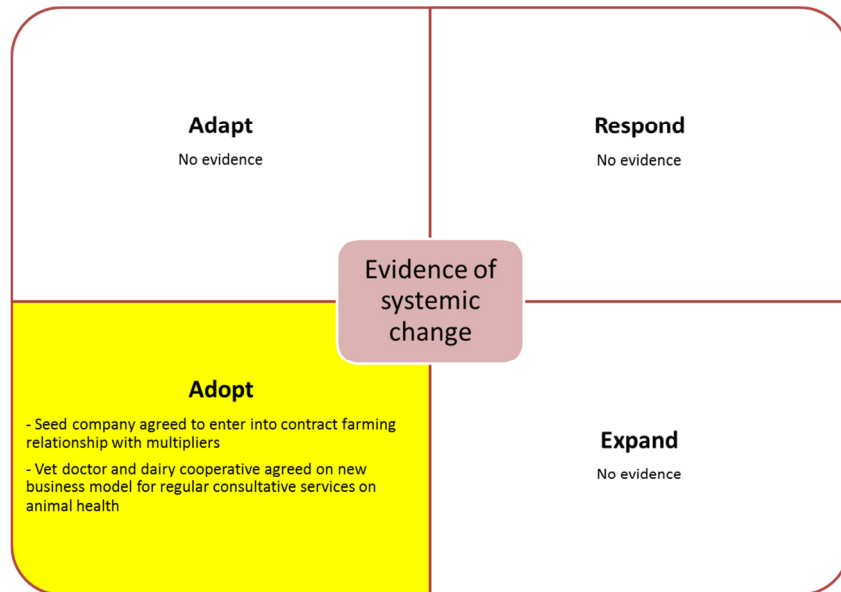 Adapt
No evidence
Respond
No evidence
Evidence of
systemic
change
Adopt
- Seed company agreed to enter into contract farming
relationship with multipliers
- Vet doctor and dairy cooperative agreed on new
business model for regular consultative services on
animal health
Expand
No evidence